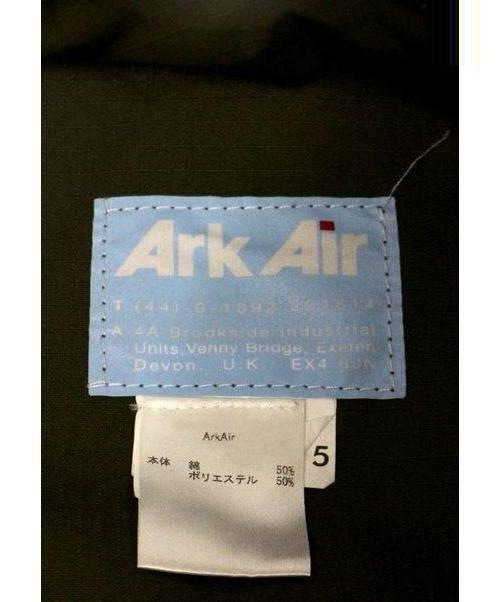 Ark Air
T (44)-0-1392
A 4A Brookside Industrial
Units, Venny Bridge, Exeter,
Devon. U.K. EX4
ArkAir
本体 綿 50%
ポリエステル 50%
5